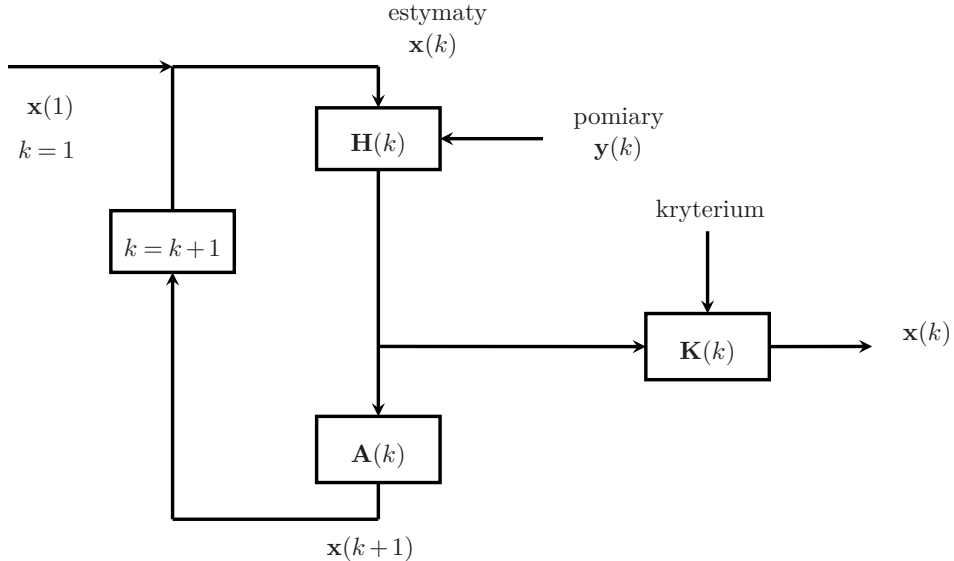 estymaty
x(k)
x(1)
k = 1
H(k)
pomiary
y(k)
k = k + 1
kryterium
K(k)
x(k)
A(k)
x(k+1)